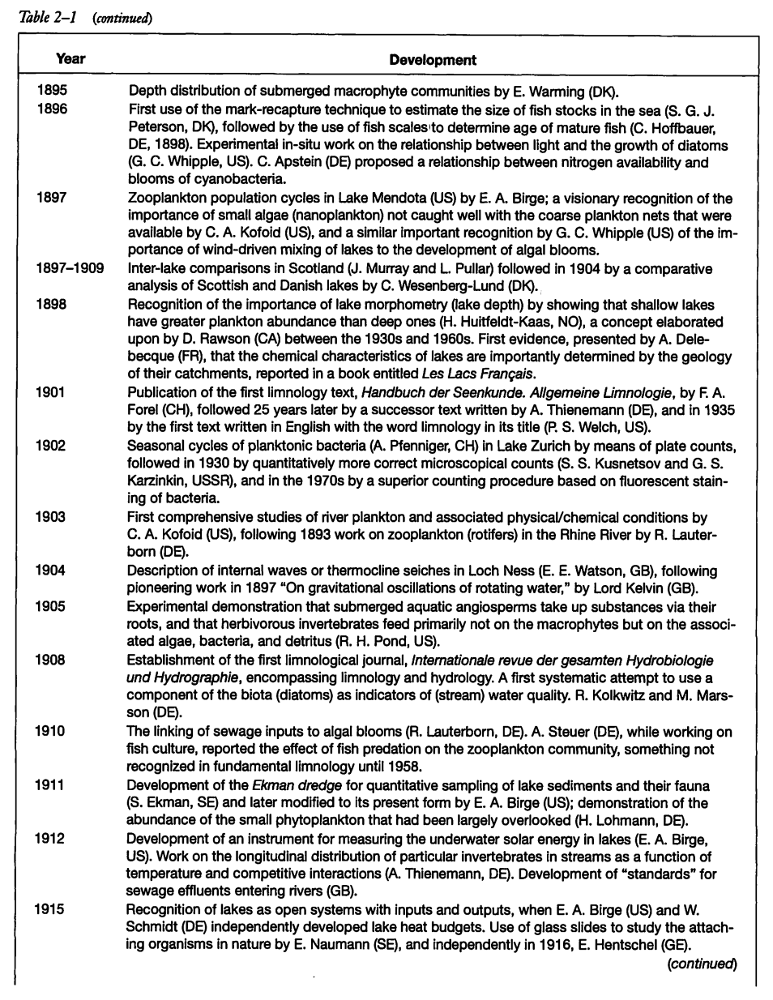 Table 2–1 (continued)
Year Development
1895 Depth distribution of submerged macrophyte communities by E. Warming (DK).
1896 First use of the mark-recapture technique to estimate the size of fish stocks in the sea (S. G. J.
Peterson, DK), followed by the use of fish scales to determine age of mature fish (C. Hoffbauer,
DE, 1898). Experimental in-situ work on the relationship between light and the growth of diatoms
(G. C. Whipple, US). C. Apstein (DE) proposed a relationship between nitrogen availability and
blooms of cyanobacteria.
1897 Zooplankton population cycles in Lake Mendota (US) by E. A. Birge; a visionary recognition of the
importance of small algae (nanoplankton) not caught well with the coarse plankton nets that were
available by C. A. Kofoid (US), and a similar important recognition by G. C. Whipple (US) of the im-
portance of wind-driven mixing of lakes to the development of algal blooms.
1897–1909 Inter-lake comparisons in Scotland (J. Murray and L. Pullar) followed in 1904 by a comparative
analysis of Scottish and Danish lakes by C. Wesenberg-Lund (DK).
1898 Recognition of the importance of lake morphometry (lake depth) by showing that shallow lakes
have greater plankton abundance than deep ones (H. Huitfeldt-Kaas, NO), a concept elaborated
upon by D. Rawson (CA) between the 1930s and 1960s. First evidence, presented by A. Dele-
becque (FR), that the chemical characteristics of lakes are importantly determined by the geology
of their catchments, reported in a book entitled Les Lacs Français.
1901 Publication of the first limnology text, Handbuch der Seenkunde. Allgemeine Limnologie, by F. A.
Forel (CH), followed 25 years later by a successor text written by A. Thienemann (DE), and in 1935
by the first text written in English with the word limnology in its title (P. S. Welch, US).
1902 Seasonal cycles of planktonic bacteria (A. Pfenniger, CH) in Lake Zurich by means of plate counts,
followed in 1930 by quantitatively more correct microscopical counts (S. S. Kusnetsov and G. S.
Karzinkin, USSR), and in the 1970s by a superior counting procedure based on fluorescent stain-
ing of bacteria.
1903 First comprehensive studies of river plankton and associated physical/chemical conditions by
C. A. Kofoid (US), following 1893 work on zooplankton (rotifers) in the Rhine River by R. Lauter-
born (DE).
1904 Description of internal waves or thermocline seiches in Loch Ness (E. E. Watson, GB), following
pioneering work in 1897 “On gravitational oscillations of rotating water,” by Lord Kelvin (GB).
1905 Experimental demonstration that submerged aquatic angiosperms take up substances via their
roots, and that herbivorous invertebrates feed primarily not on the macrophytes but on the associ-
ated algae, bacteria, and detritus (R. H. Pond, US).
1908 Establishment of the first limnological journal, Internationale revue der gesamten Hydrobiologie
und Hydrographie, encompassing limnology and hydrology. A first systematic attempt to use a
component of the biota (diatoms) as indicators of (stream) water quality. R. Kolkwitz and M. Mars-
son (DE).
1910 The linking of sewage inputs to algal blooms (R. Lauterborn, DE). A. Steuer (DE), while working on
fish culture, reported the effect of fish predation on the zooplankton community, something not
recognized in fundamental limnology until 1958.
1911 Development of the Ekman dredge for quantitative sampling of lake sediments and their fauna
(S. Ekman, SE) and later modified to its present form by E. A. Birge (US); demonstration of the
abundance of the small phytoplankton that had been largely overlooked (H. Lohmann, DE).
1912 Development of an instrument for measuring the underwater solar energy in lakes (E. A. Birge,
US). Work on the longitudinal distribution of particular invertebrates in streams as a function of
temperature and competitive interactions (A. Thienemann, DE). Development of “standards” for
sewage effluents entering rivers (GB).
1915 Recognition of lakes as open systems with inputs and outputs, when E. A. Birge (US) and W.
Schmidt (DE) independently developed lake heat budgets. Use of glass slides to study the attach-
ing organisms in nature by E. Naumann (SE), and independently in 1916, E. Hentschel (GE).
(continued)